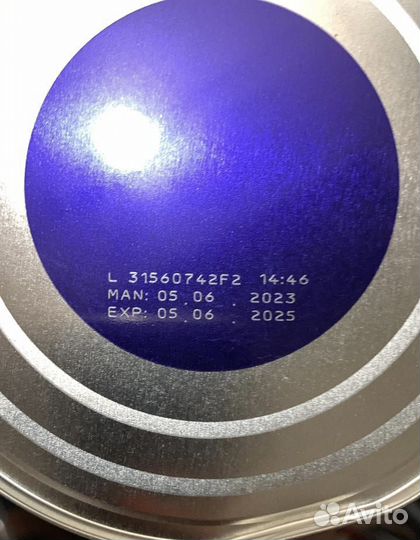 L 31560742F2 14:46
MAN: 05 . 06 . 2023
EXP: 05 . 06 . 2025
Avito